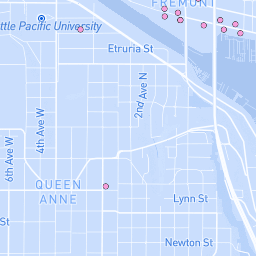 FREMONT
ttle Pacific University
Etruria St
2nd Ave N
4th Ave W
6th Ave W
QUEEN
ANNE
Lynn St
St
Newton St